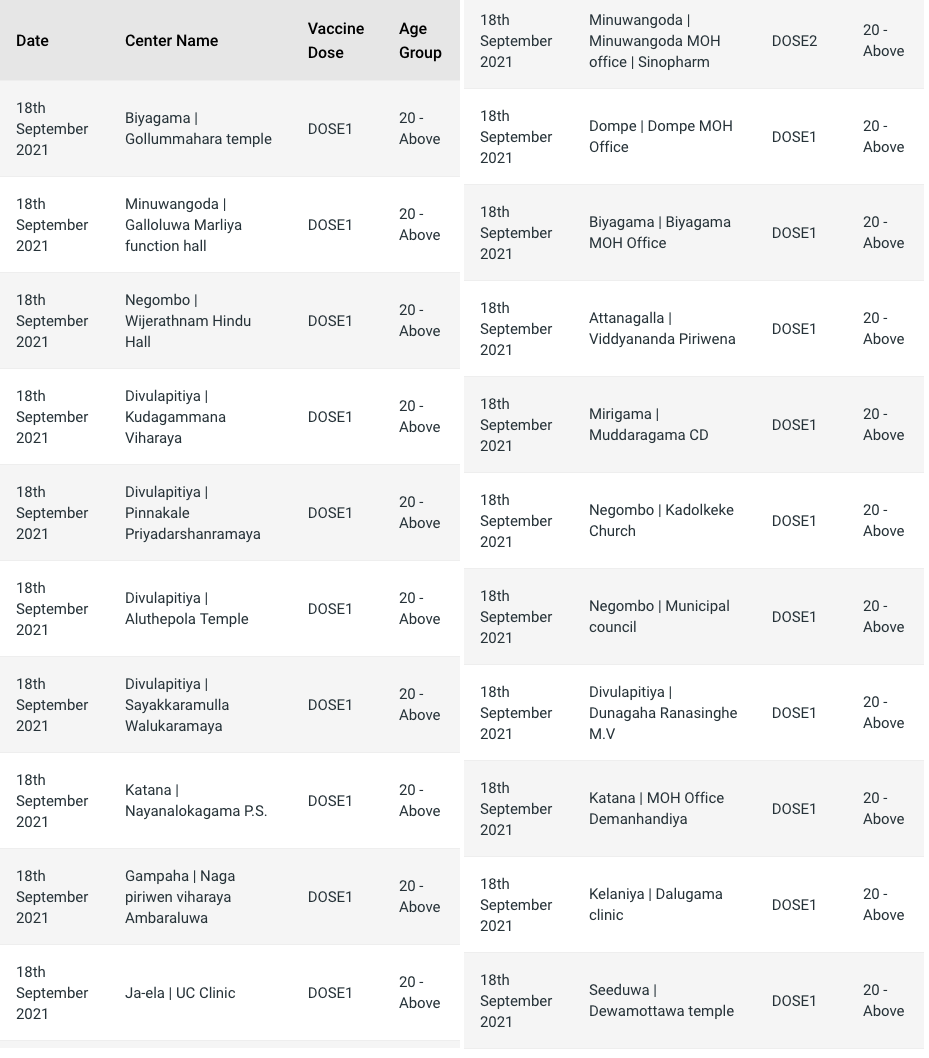 Date
Center Name
Vaccine
Dose
Age
Group
18th
September
2021
Biyagama |
Gollummahara temple
DOSE1
20 -
Above
18th
September
2021
Minuwangoda |
Galloluwa Marliya
function hall
DOSE1
20 -
Above
18th
September
2021
Negombo |
Wijerathnam Hindu
Hall
DOSE1
20 -
Above
18th
September
2021
Divulapitiya |
Kudagammana
Viharaya
DOSE1
20 -
Above
18th
September
2021
Divulapitiya |
Pinnakale
Priyadarshanramaya
DOSE1
20 -
Above
18th
September
2021
Divulapitiya |
Aluthepola Temple
DOSE1
20 -
Above
18th
September
2021
Divulapitiya |
Sayakkaramulla
Walukaramaya
DOSE1
20 -
Above
18th
September
2021
Katana |
Nayanalokagama P.S.
DOSE1
20 -
Above
18th
September
2021
Gampaha | Naga
piriwen viharaya
Ambaraluwa
DOSE1
20 -
Above
18th
September
2021
Ja-ela | UC Clinic
DOSE1
20 -
Above
18th
September
2021
Minuwangoda |
Minuwangoda MOH
office | Sinopharm
DOSE2
20 -
Above
18th
September
2021
Dompe | Dompe MOH
Office
DOSE1
20 -
Above
18th
September
2021
Biyagama | Biyagama
MOH Office
DOSE1
20 -
Above
18th
September
2021
Attanagalla |
Viddyananda Piriwena
DOSE1
20 -
Above
18th
September
2021
Mirigama |
Muddaragama CD
DOSE1
20 -
Above
18th
September
2021
Negombo | Kadolkeke
Church
DOSE1
20 -
Above
18th
September
2021
Negombo | Municipal
council
DOSE1
20 -
Above
18th
September
2021
Divulapitiya |
Dunagaha Ranasinghe
M.V
DOSE1
20 -
Above
18th
September
2021
Katana | MOH Office
Demanhandiya
DOSE1
20 -
Above
18th
September
2021
Kelaniya | Dalugama
clinic
DOSE1
20 -
Above
18th
September
2021
Seeduwa |
Dewamottawa temple
DOSE1
20 -
Above